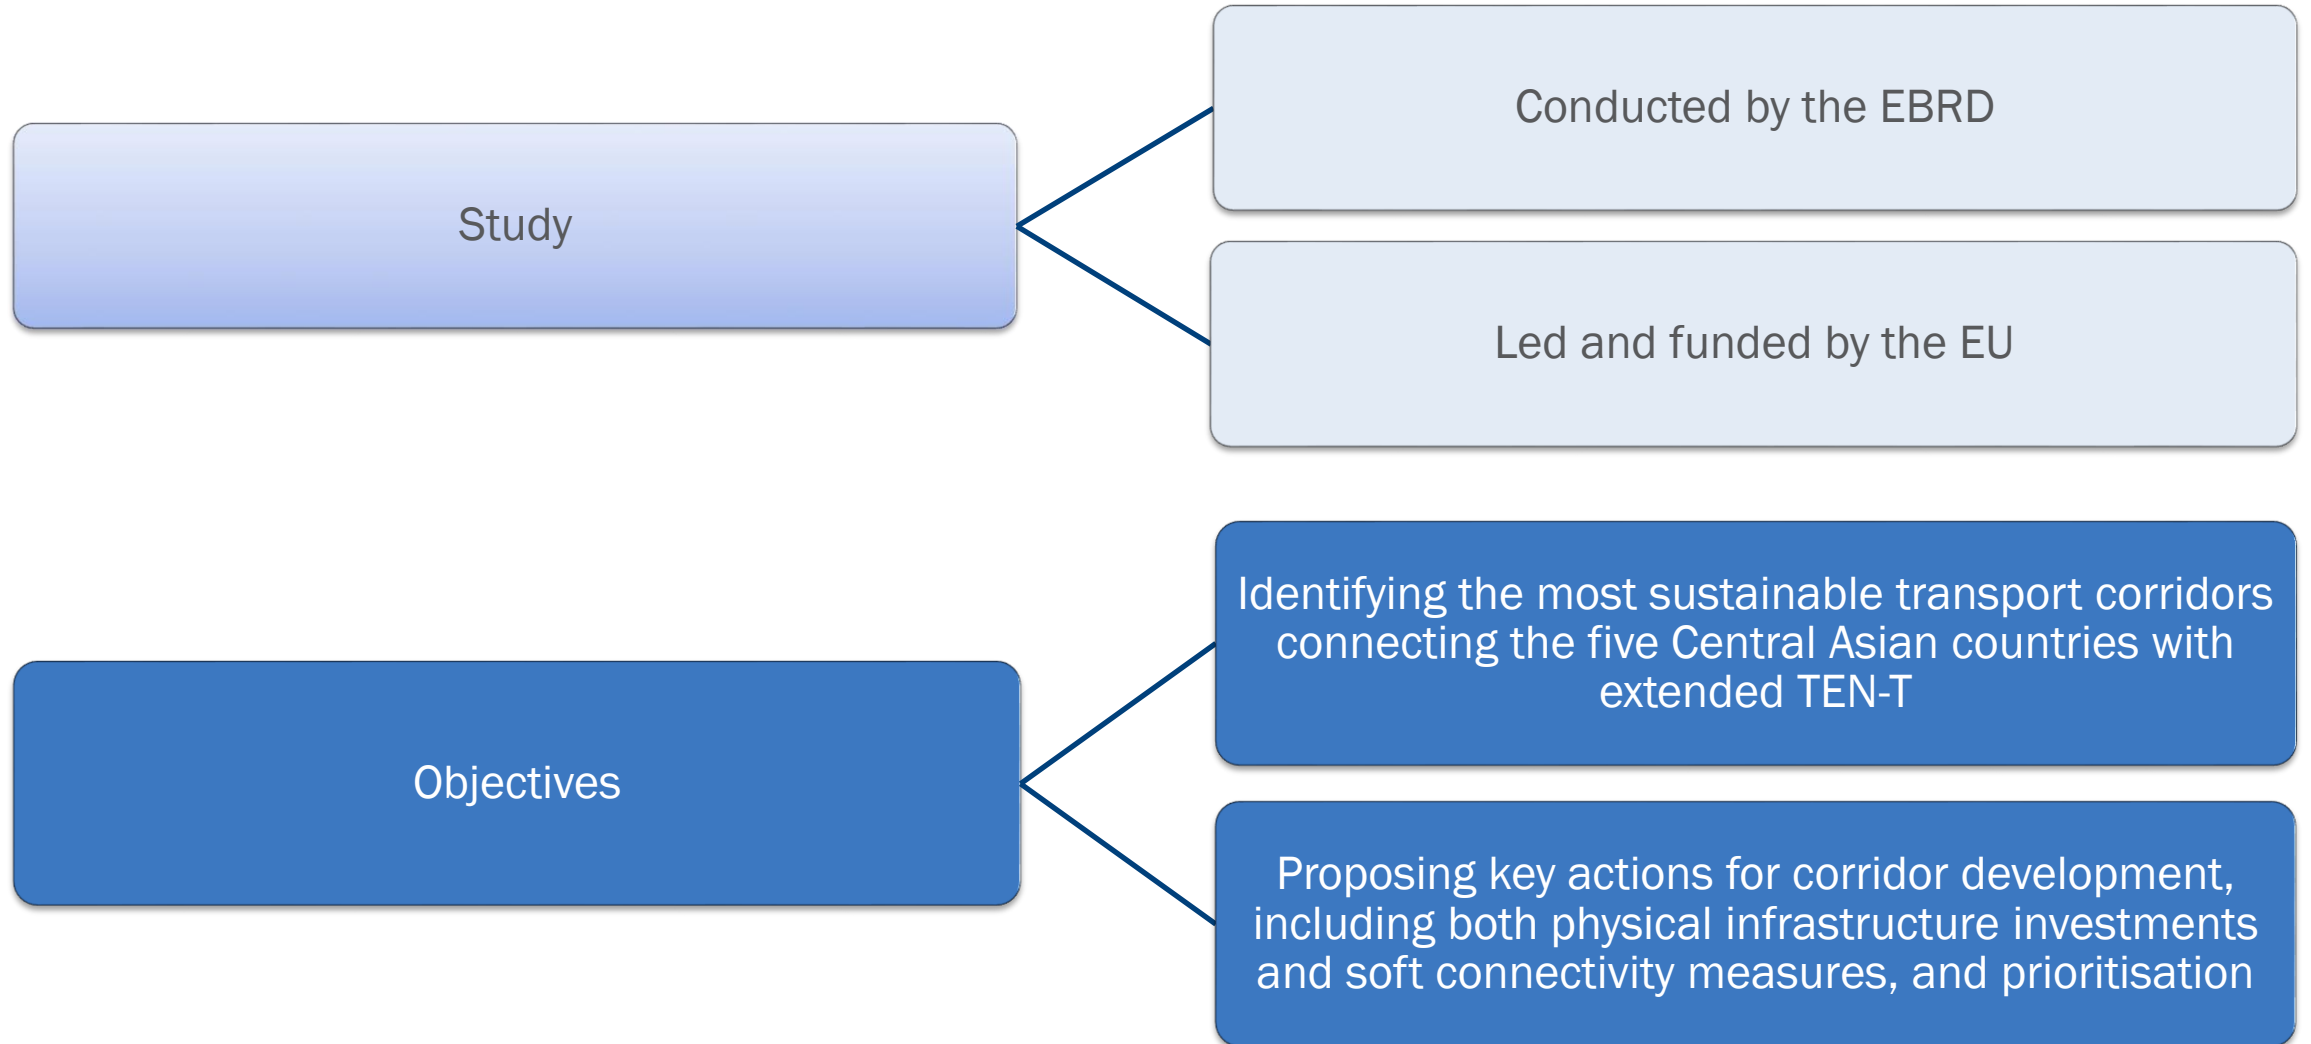 Study
Conducted by the EBRD
Led and funded by the EU
Objectives
Identifying the most sustainable transport corridors
connecting the five Central Asian countries with
extended TEN-T
Proposing key actions for corridor development,
including both physical infrastructure investments
and soft connectivity measures, and prioritisation